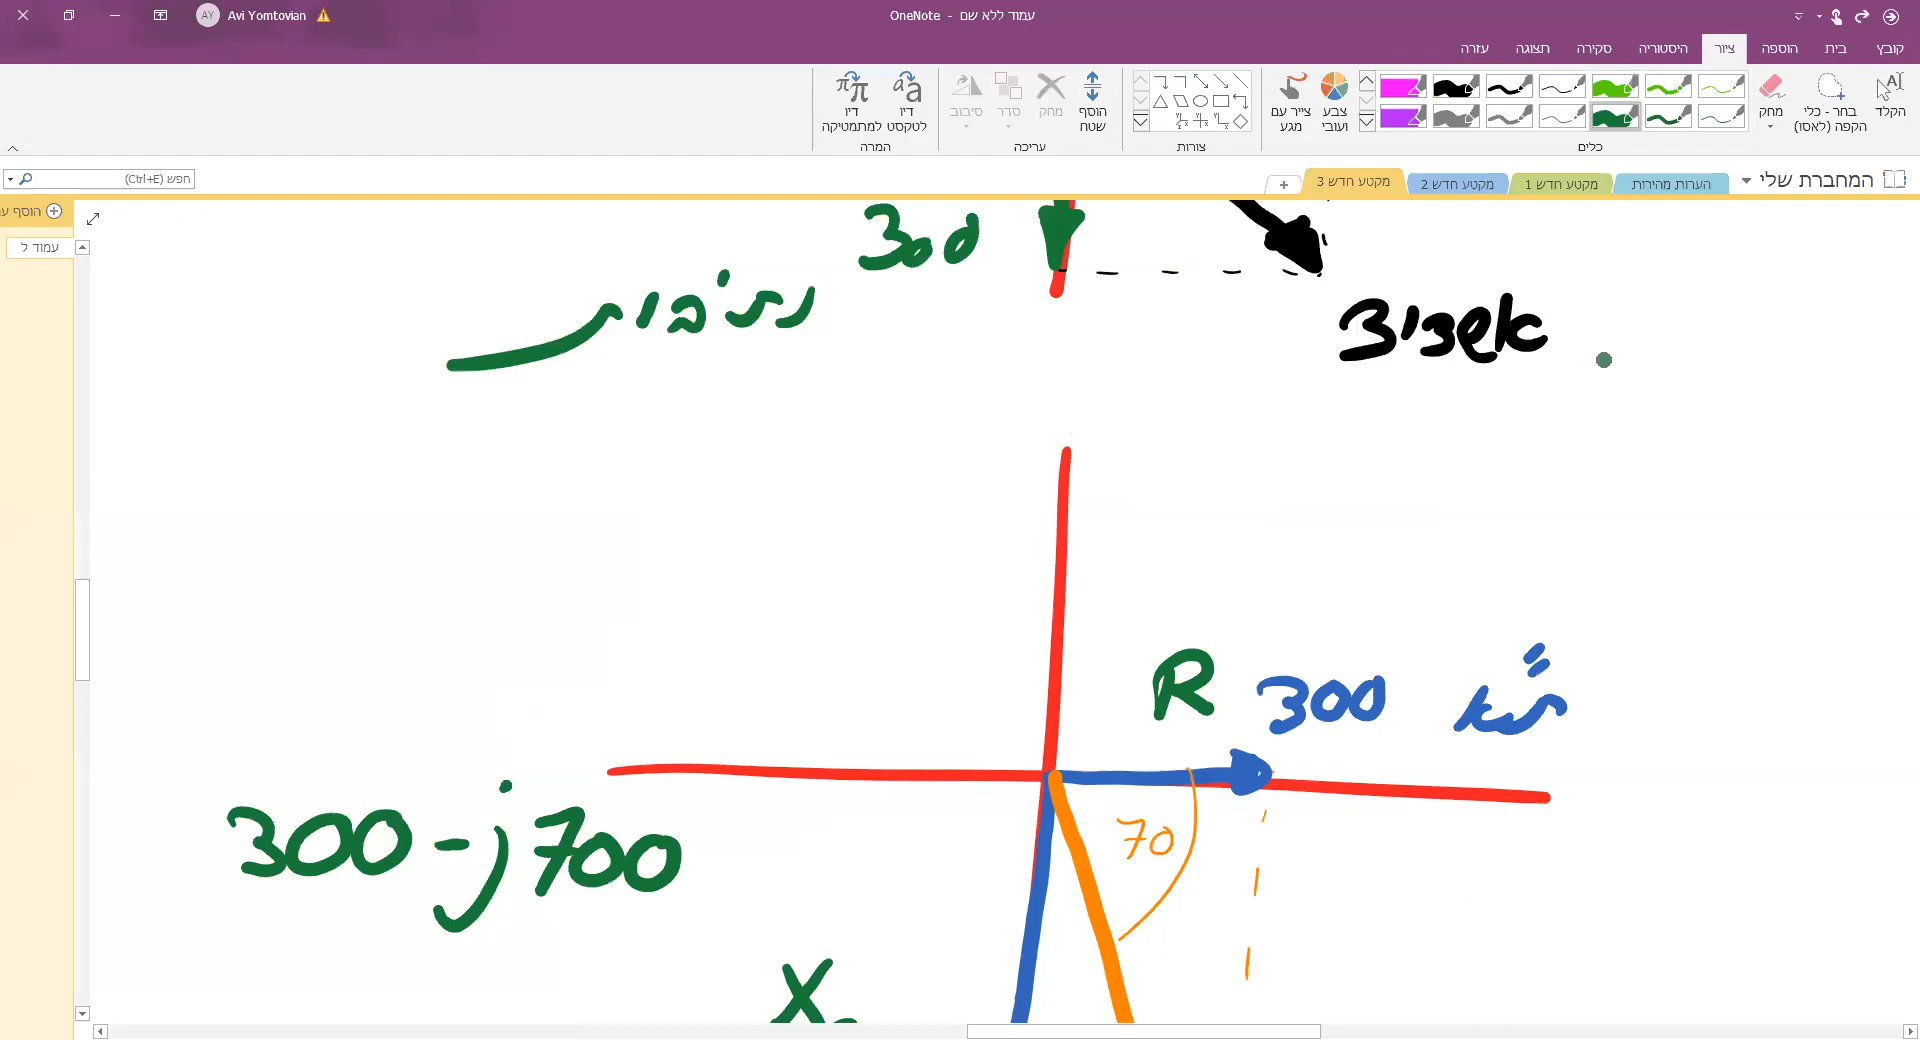 Avi Yomtovian
עמוד ללא שם - OneNote
קובץ בית הוספה ציור היסטוריה סקירה תצוגה עזרה
הקלד
בחר - כלי הקפה (לאסו)
מחק
כלים
צבע ועובי
צייר עם מגע
צורות
הוסף שטח
מחק
סדר
סיבוב
עריכה
דיו לטקסט
דיו למתמטיקה
המרה
המחברת שלי
הערות מהירות
מקטע חדש 1
מקטע חדש 2
מקטע חדש 3
חפש (Ctrl+E)
הוסף
עמוד ל
300
נתיבות
אשדוד
R 300 ת"א
70
300 - j 700
X